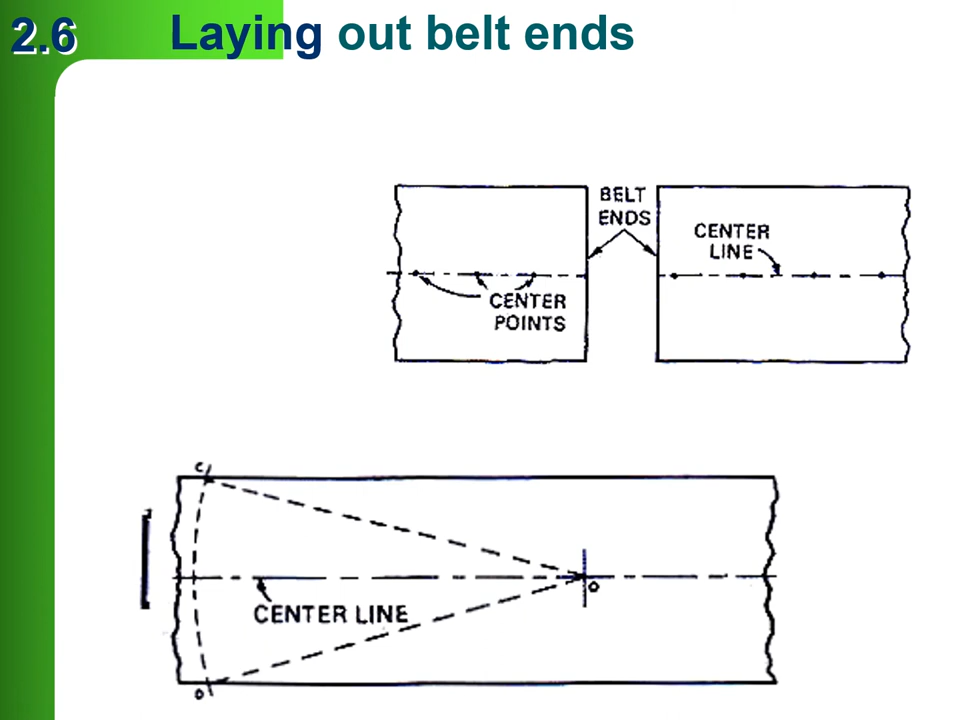 2.6
Laying out belt ends
BELT
ENDS
CENTER
LINE
CENTER
POINTS
C
O
CENTER LINE